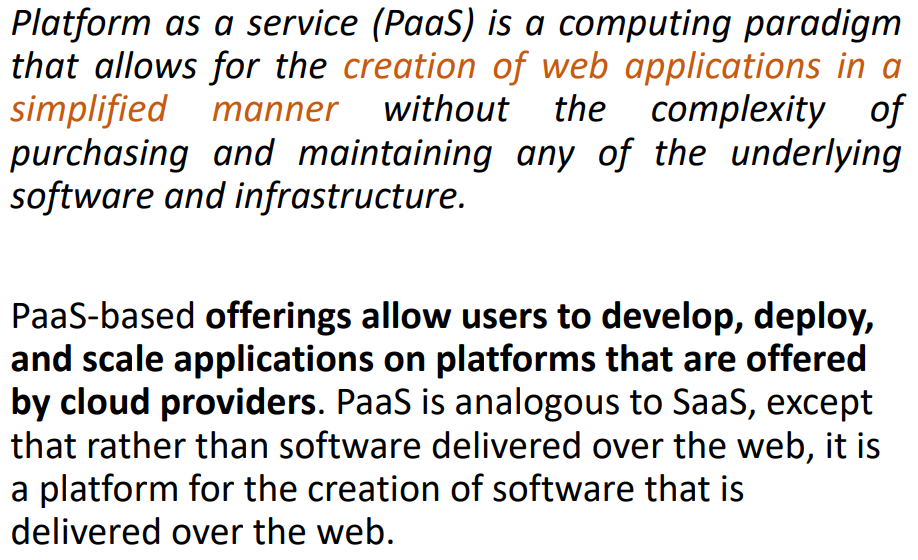 Platform as a service (PaaS) is a computing paradigm
that allows for the creation of web applications in a
simplified manner without the complexity of
purchasing and maintaining any of the underlying
software and infrastructure.
PaaS-based offerings allow users to develop, deploy,
and scale applications on platforms that are offered
by cloud providers. PaaS is analogous to SaaS, except
that rather than software delivered over the web, it is
a platform for the creation of software that is
delivered over the web.